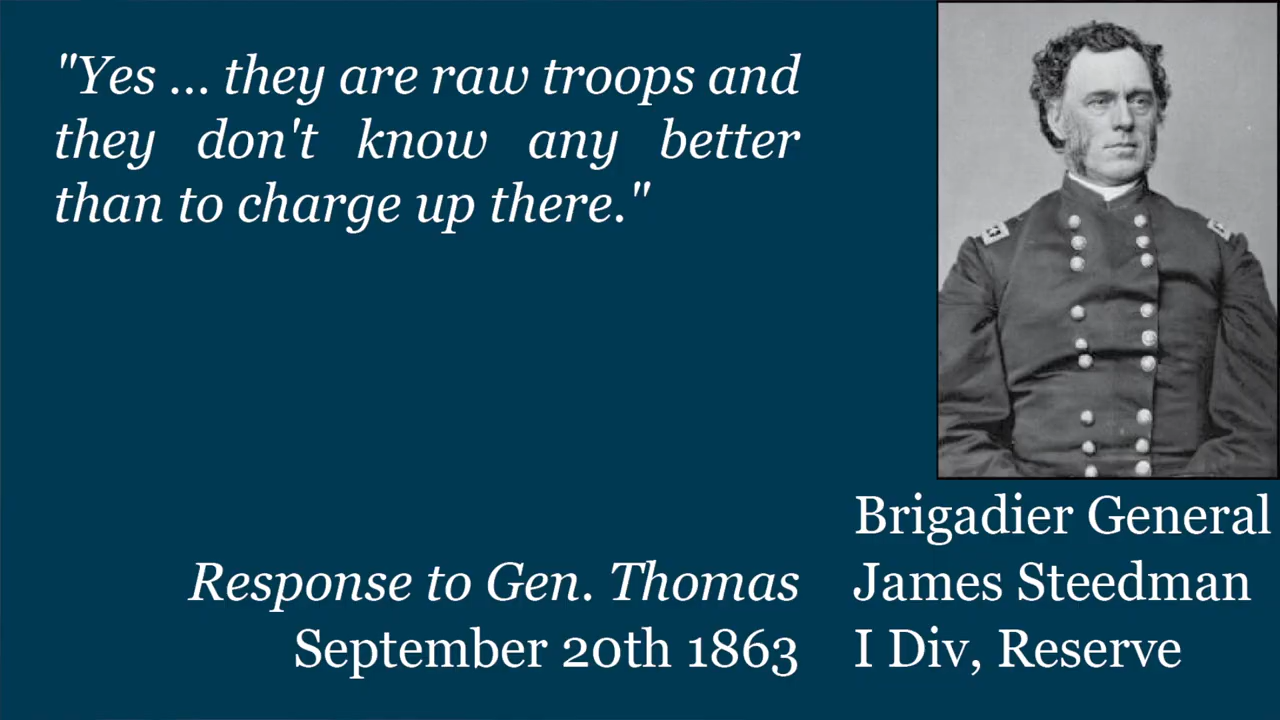 "Yes ... they are raw troops and
they don't know any better
than to charge up there."
Response to Gen. Thomas
September 20th 1863
Brigadier General
James Steedman
I Div, Reserve